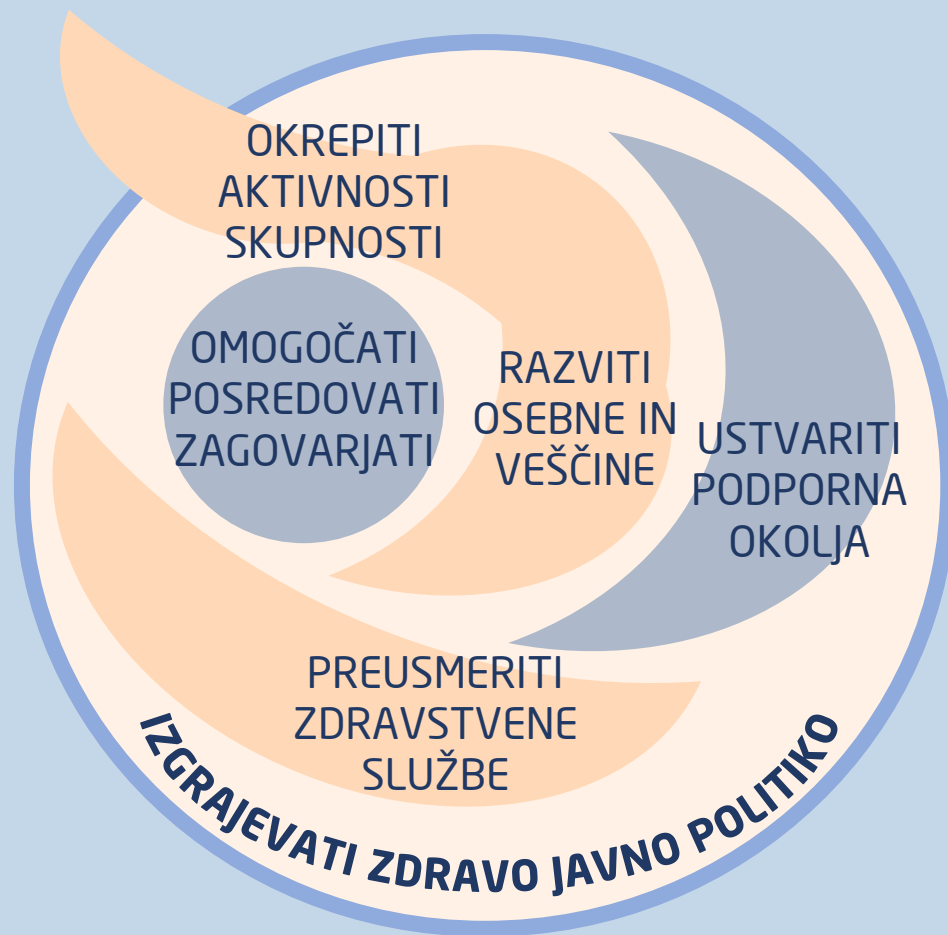 OKREPITI
AKTIVNOSTI
SKUPNOSTI
OMOGOČATI
POSREDOVATI
ZAGOVARJATI
RAZVITI
OSEBNE IN
VEŠČINE
USTVARITI
PODPORNA
OKOLJA
PREUSMERITI
ZDRAVSTVENE
SLUŽBE
IZGRAJEVATI ZDRAVO JAVNO POLITIKO